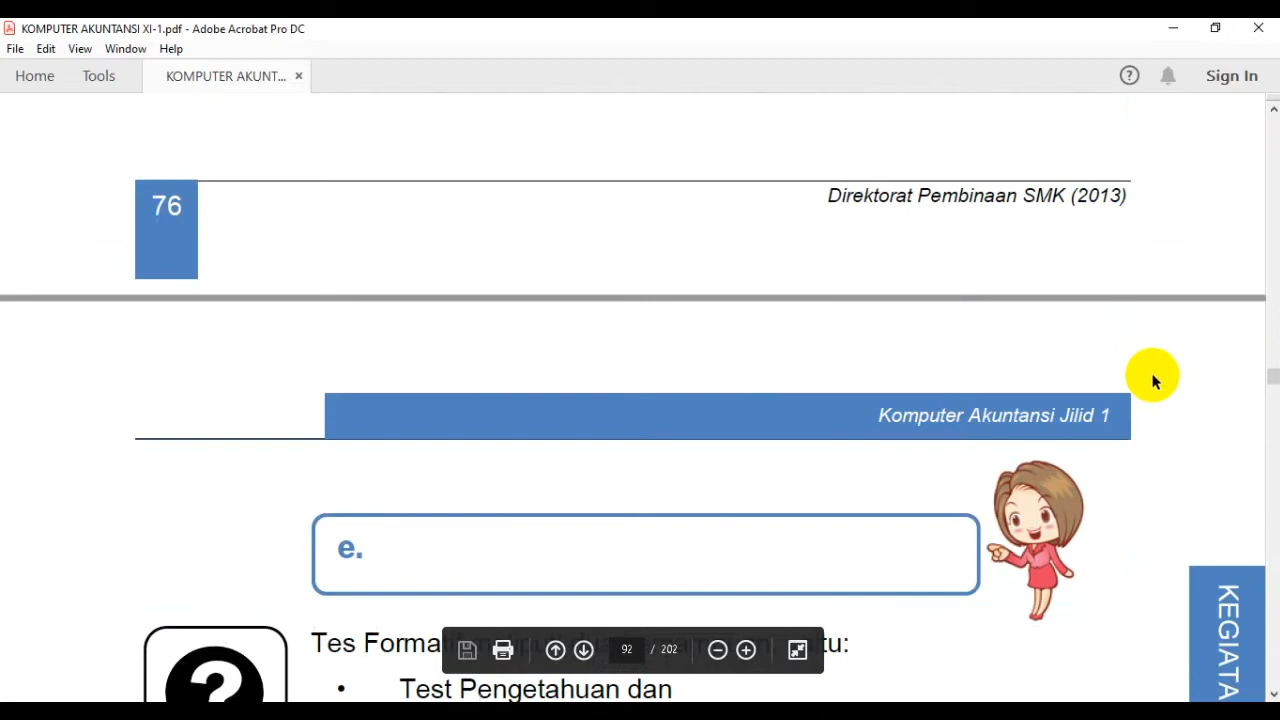 KOMPUTER AKUNTANSI XI-1.pdf - Adobe Acrobat Pro DC
File Edit View Window Help
Home Tools KOMPUTER AKUNT... × Sign In
76
Direktorat Pembinaan SMK (2013)
Komputer Akuntansi Jilid 1
e.
KEGIATA
Tes Formati tu:
92 / 202
• Test Pengetahuan dan